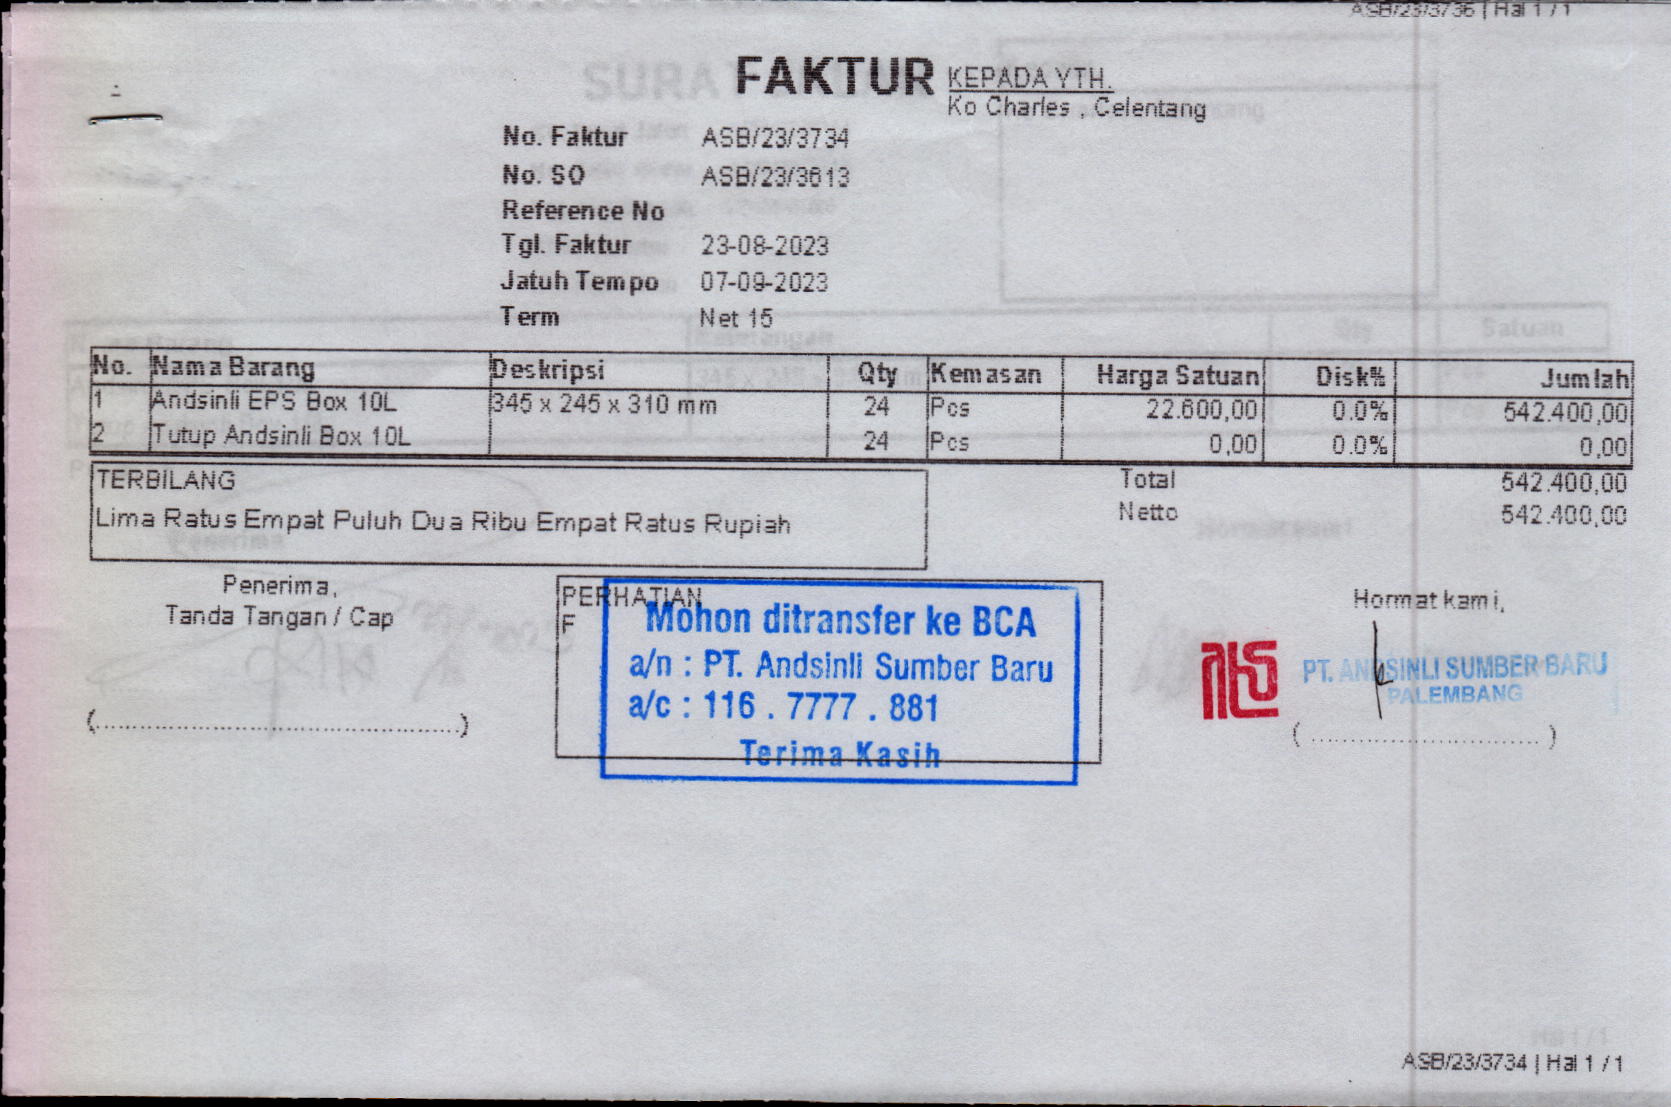 ASB/23/3736 | Hal 1 / 1
FAKTUR
KEPADA YTH.
Ko Charles , Celentang
No. Faktur ASB/23/3734
No. SO ASB/23/3613
Reference No
Tgl. Faktur 23-08-2023
Jatuh Tempo 07-09-2023
Term Net 15
No. Nama Barang Deskripsi Qty Kemasan Harga Satuan Disk% Jumlah
1 Andsinli EPS Box 10L 345 x 245 x 310 mm 24 Pcs 22.600,00 0.0% 542.400,00
2 Tutup Andsinli Box 10L 24 Pcs 0,00 0.0% 0,00
TERBILANG
Lima Ratus Empat Puluh Dua Ribu Empat Ratus Rupiah
Total 542.400,00
Netto 542.400,00
Penerima,
Tanda Tangan / Cap
(..............................................)
PERHATIAN
F
Mohon ditransfer ke BCA
a/n : PT. Andsinli Sumber Baru
a/c : 116 . 7777 . 881
Terima Kasih
Hormat kami,
PT. ANDSINLI SUMBER BARU
PALEMBANG
( ............................. )
ASB/23/3734 | Hal 1 / 1